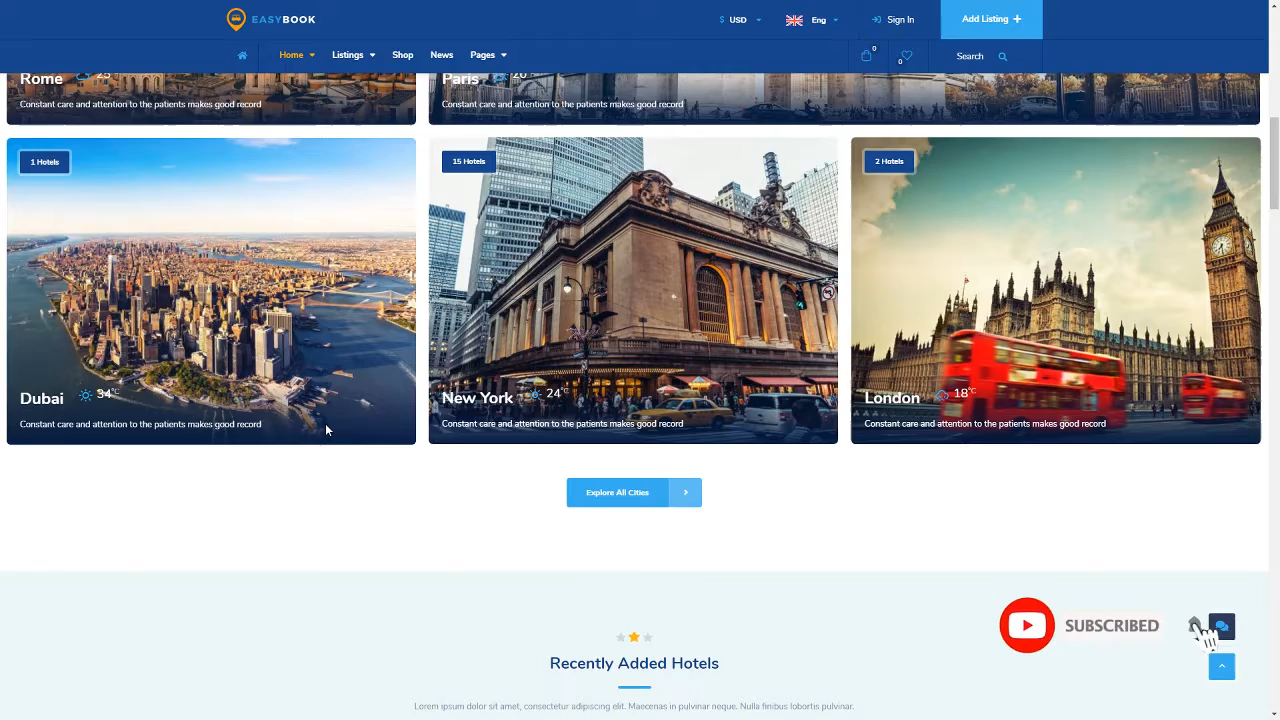 EASYBOOK
$ USD
Eng
Sign In
Add Listing +
Home
Listings
Shop
News
Pages
0
0
Search
Rome 25
Paris 20
Constant care and attention to the patients makes good record
Constant care and attention to the patients makes good record
1 Hotels
15 Hotels
2 Hotels
Dubai 34°C
New York 24°C
London 18°C
Constant care and attention to the patients makes good record
Constant care and attention to the patients makes good record
Constant care and attention to the patients makes good record
Explore All Cities
SUBSCRIBED
Recently Added Hotels
Lorem ipsum dolor sit amet, consectetur adipiscing elit. Maecenas in pulvinar neque. Nulla finibus lobortis pulvinar.